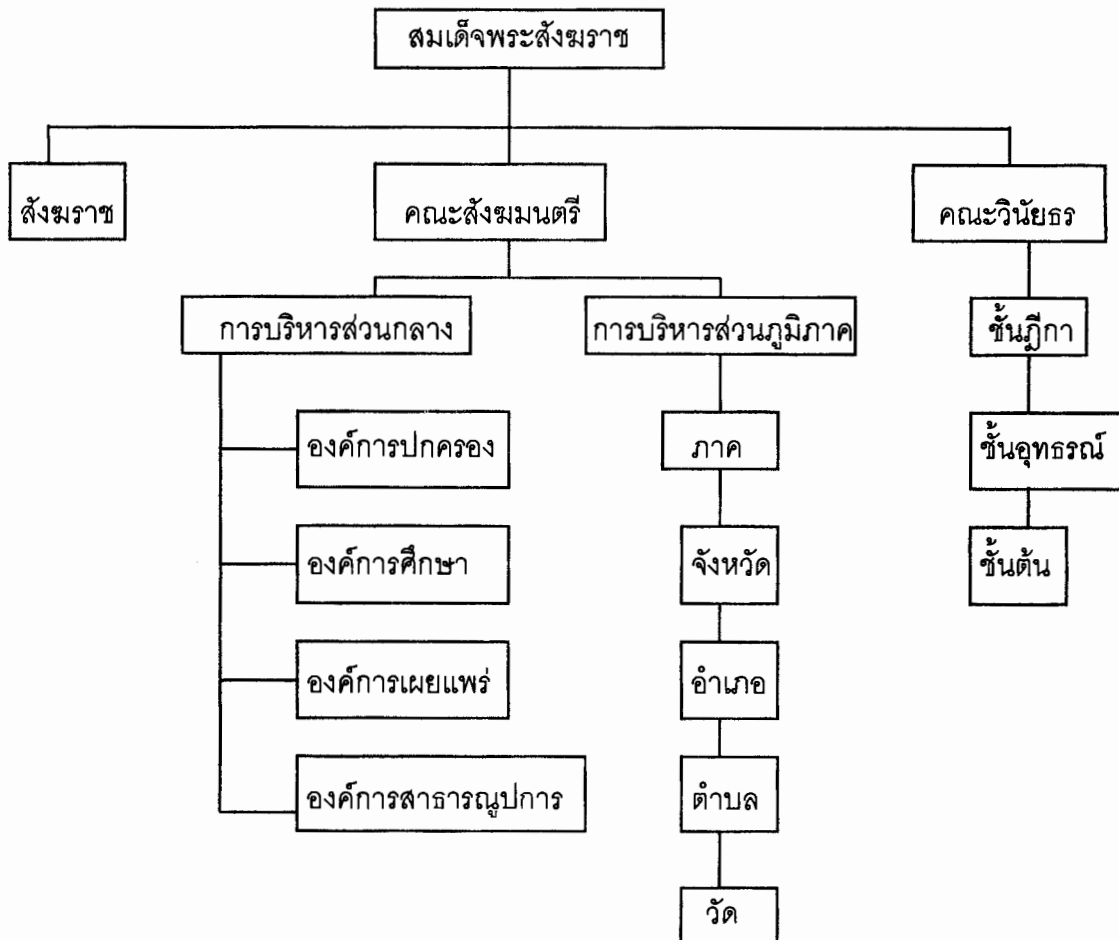 สมเด็จพระสังฆราช
สังฆราช
คณะสังฆมนตรี
คณะวินัยธร
การบริหารส่วนกลาง
การบริหารส่วนภูมิภาค
ชั้นฎีกา
องค์การปกครอง
ภาค
ชั้นอุทธรณ์
องค์การศึกษา
จังหวัด
ชั้นต้น
องค์การเผยแพร่
อำเภอ
องค์การสาธารณูปการ
ตำบล
วัด